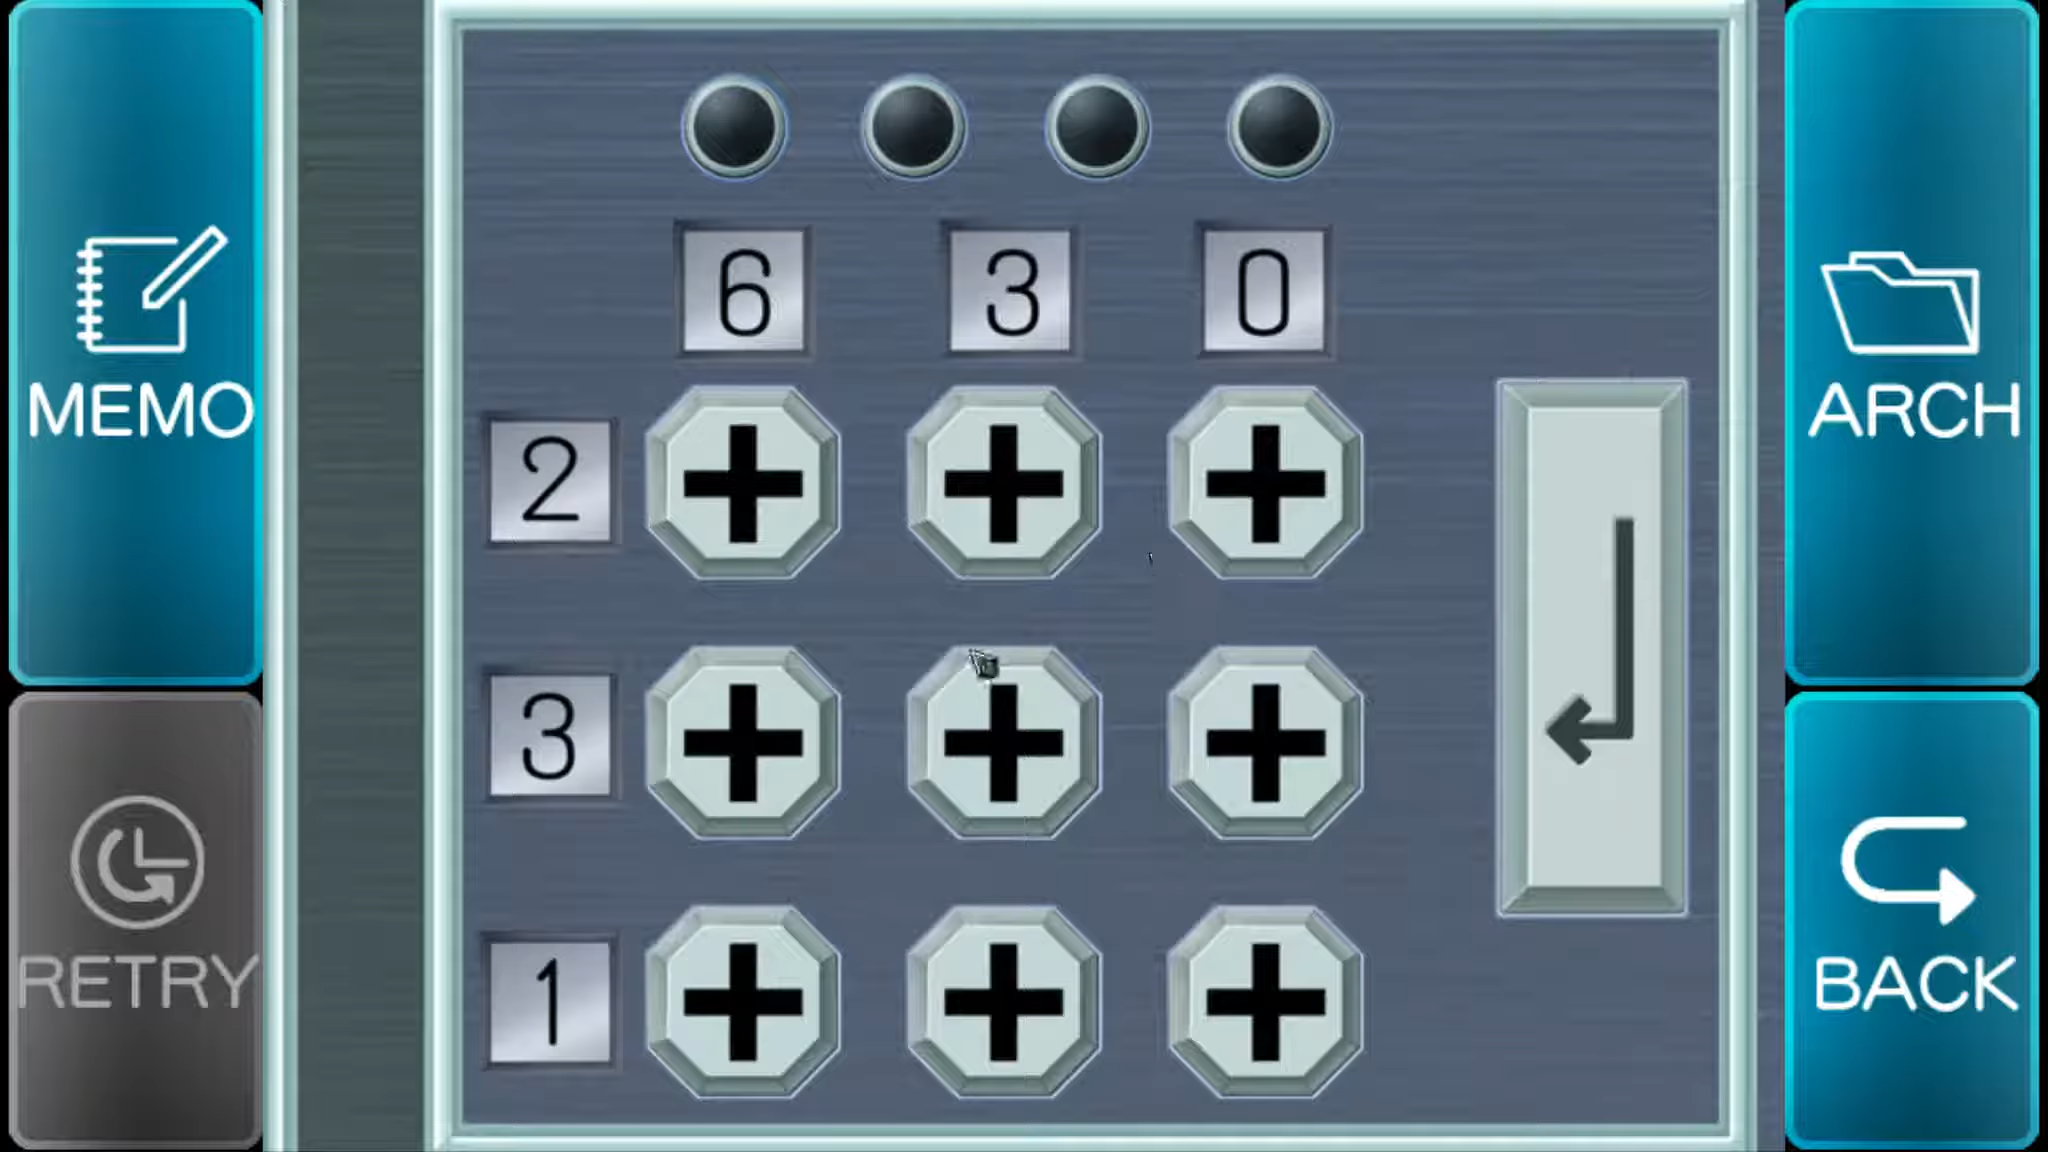 6 3 0
2 + + +
3 + + +
1 + + +
MEMO
RETRY
ARCH
BACK